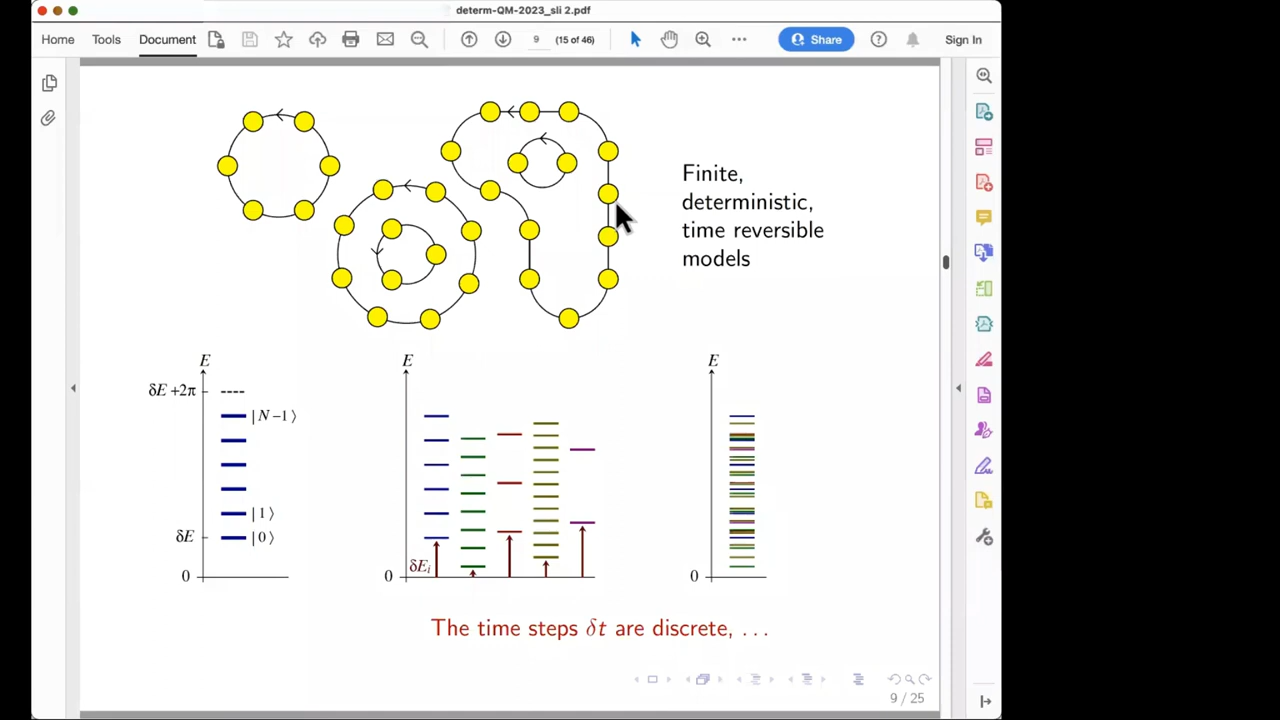 determ-QM-2023_sli 2.pdf
Home Tools Document 9 (15 of 46) Share Sign In
Finite,
deterministic,
time reversible
models
E
δE +2π
| N −1 ⟩
| 1 ⟩
δE
| 0 ⟩
0
E
δEᵢ
0
E
0
The time steps δt are discrete, . . .
9 / 25